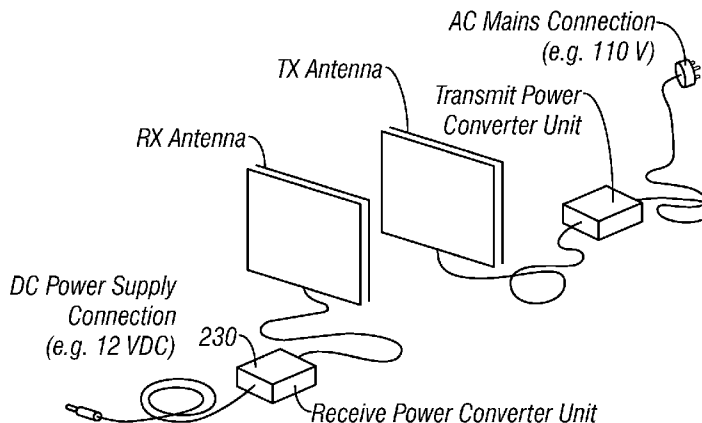 AC Mains Connection
(e.g. 110 V)
TX Antenna
Transmit Power
Converter Unit
RX Antenna
DC Power Supply
Connection
(e.g. 12 VDC)
230
Receive Power Converter Unit